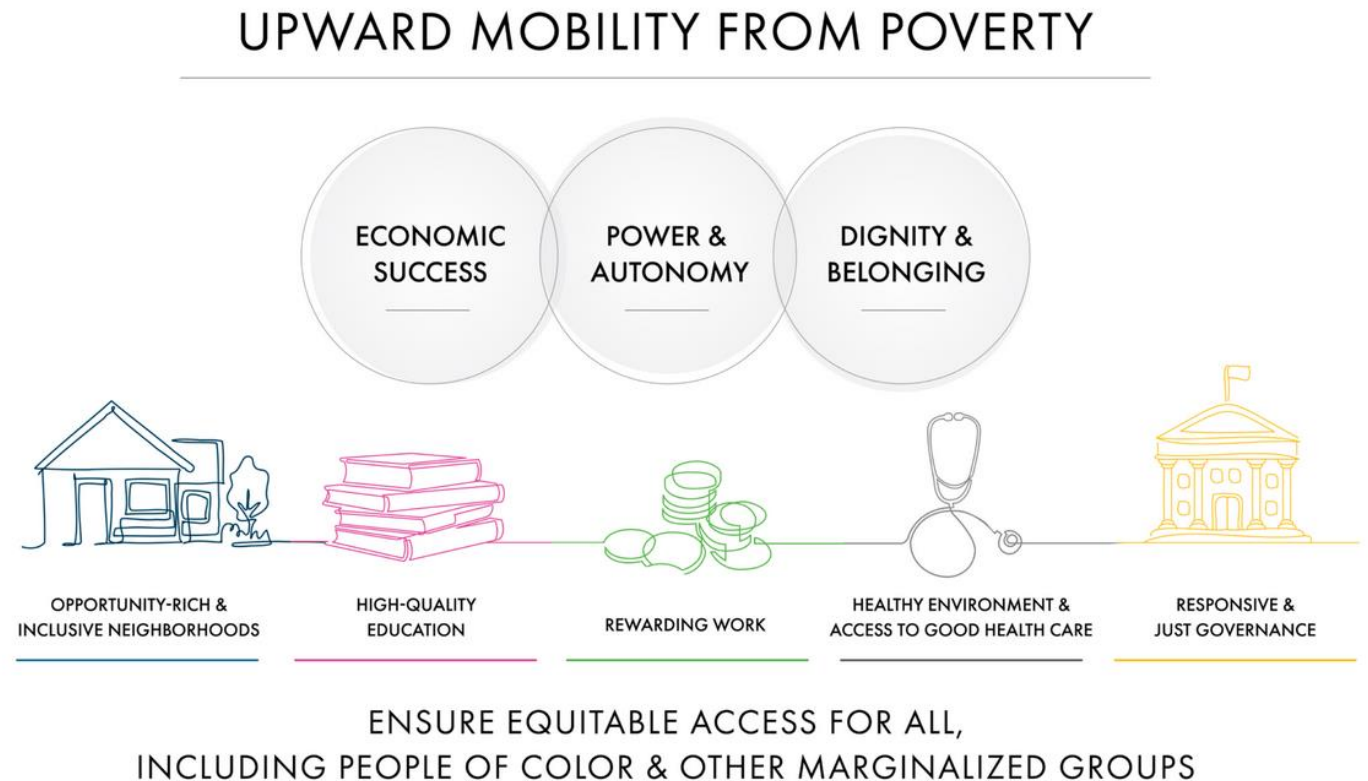 UPWARD MOBILITY FROM POVERTY
ECONOMIC
SUCCESS
POWER &
AUTONOMY
DIGNITY &
BELONGING
OPPORTUNITY-RICH &
INCLUSIVE NEIGHBORHOODS
HIGH-QUALITY
EDUCATION
REWARDING WORK
HEALTHY ENVIRONMENT &
ACCESS TO GOOD HEALTH CARE
RESPONSIVE &
JUST GOVERNANCE
ENSURE EQUITABLE ACCESS FOR ALL,
INCLUDING PEOPLE OF COLOR & OTHER MARGINALIZED GROUPS